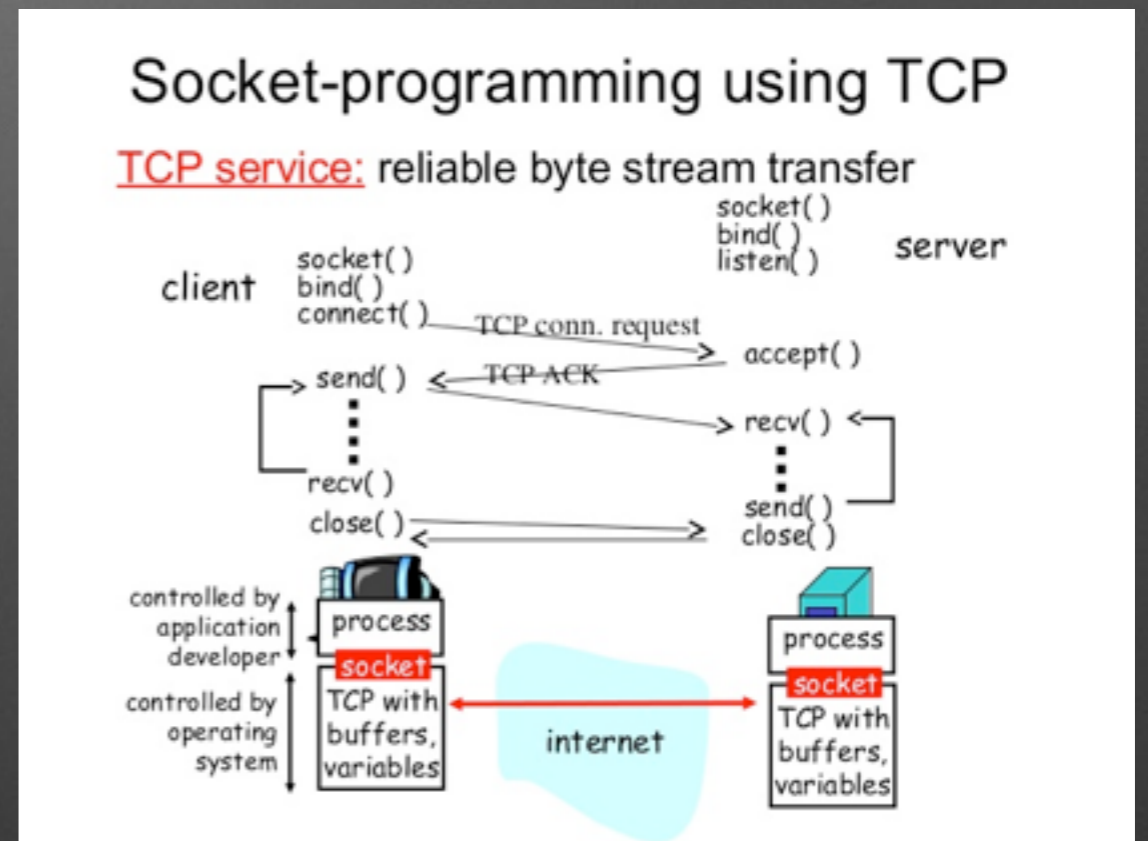 Socket-programming using TCP
TCP service: reliable byte stream transfer
client
socket( )
bind( )
connect( )
socket( )
bind( )
listen( )
server
TCP conn. request
accept( )
TCP ACK
send( )
recv( )
recv( )
send( )
close( )
close( )
controlled by
application
developer
controlled by
operating
system
process
socket
TCP with
buffers,
variables
internet
process
socket
TCP with
buffers,
variables